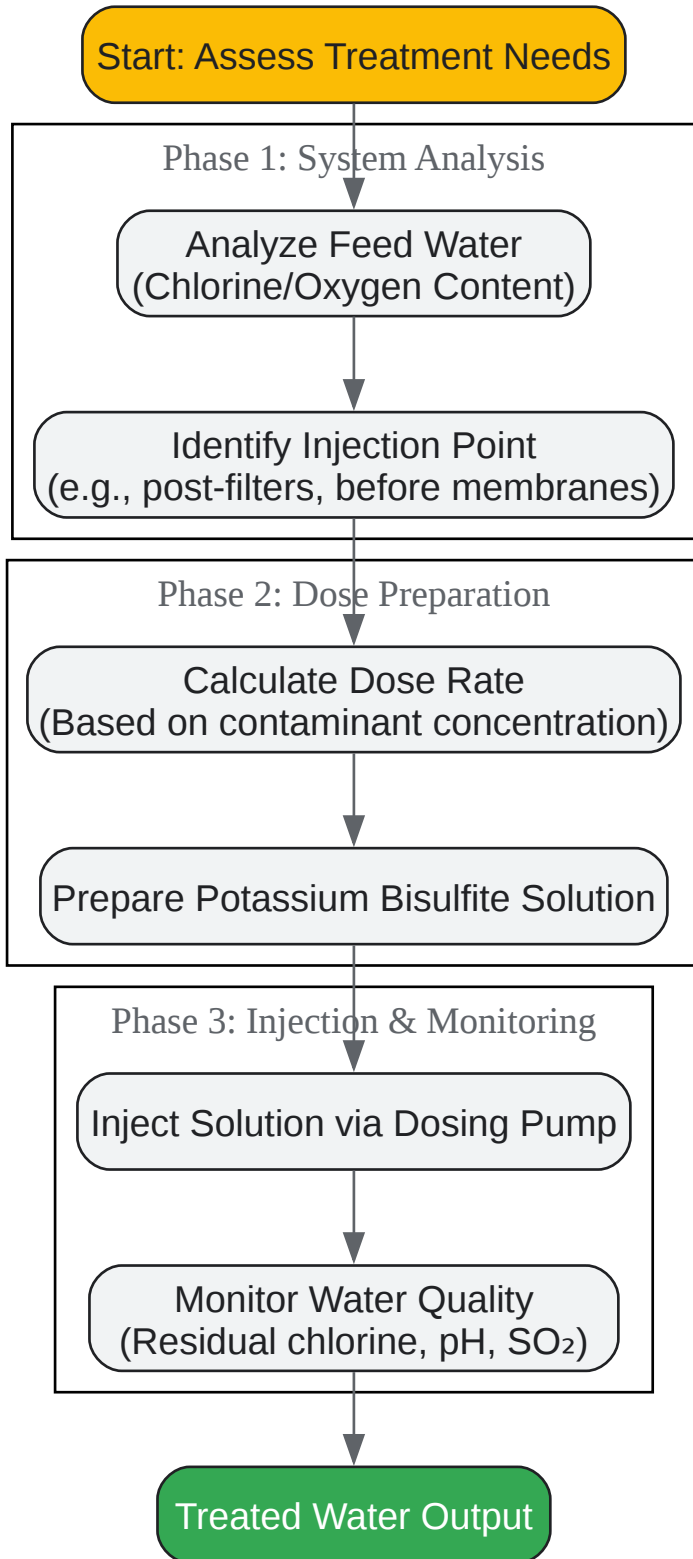 Start: Assess Treatment Needs
Phase 1: System Analysis
Analyze Feed Water
(Chlorine/Oxygen Content)
Identify Injection Point
(e.g., post-filters, before membranes)
Phase 2: Dose Preparation
Calculate Dose Rate
(Based on contaminant concentration)
Prepare Potassium Bisulfite Solution
Phase 3: Injection & Monitoring
Inject Solution via Dosing Pump
Monitor Water Quality
(Residual chlorine, pH, SO₂)
Treated Water Output